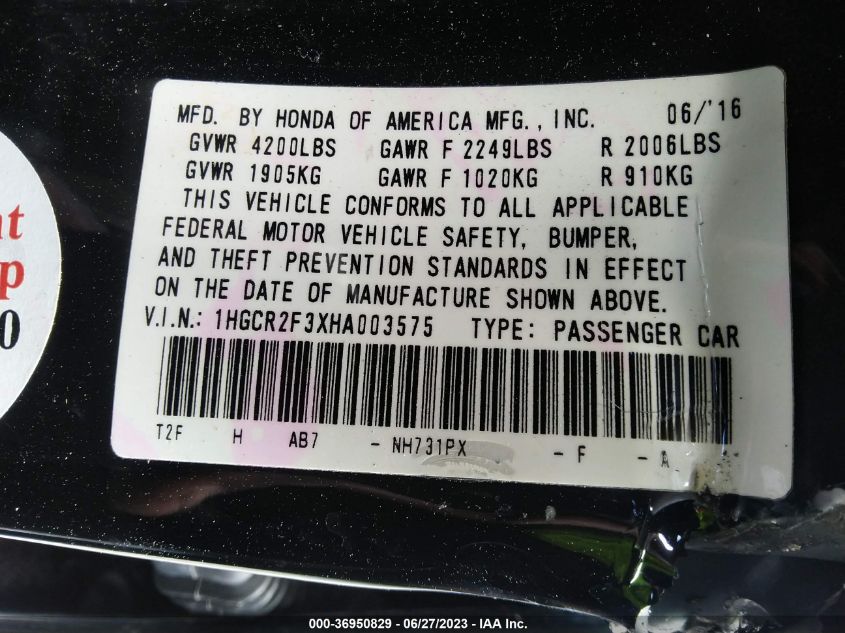 MFD. BY HONDA OF AMERICA MFG., INC. 06/'16
GVWR 4200LBS GAWR F 2249LBS R 2006LBS
GVWR 1905KG GAWR F 1020KG R 910KG
THIS VEHICLE CONFORMS TO ALL APPLICABLE
FEDERAL MOTOR VEHICLE SAFETY, BUMPER,
AND THEFT PREVENTION STANDARDS IN EFFECT
ON THE DATE OF MANUFACTURE SHOWN ABOVE.
V.I.N.: 1HGCR2F3XHA003575 TYPE: PASSENGER CAR
T2F H AB7 - NH731PX - F - A
nt
p
0
000-36950829 - 06/27/2023 - IAA Inc.